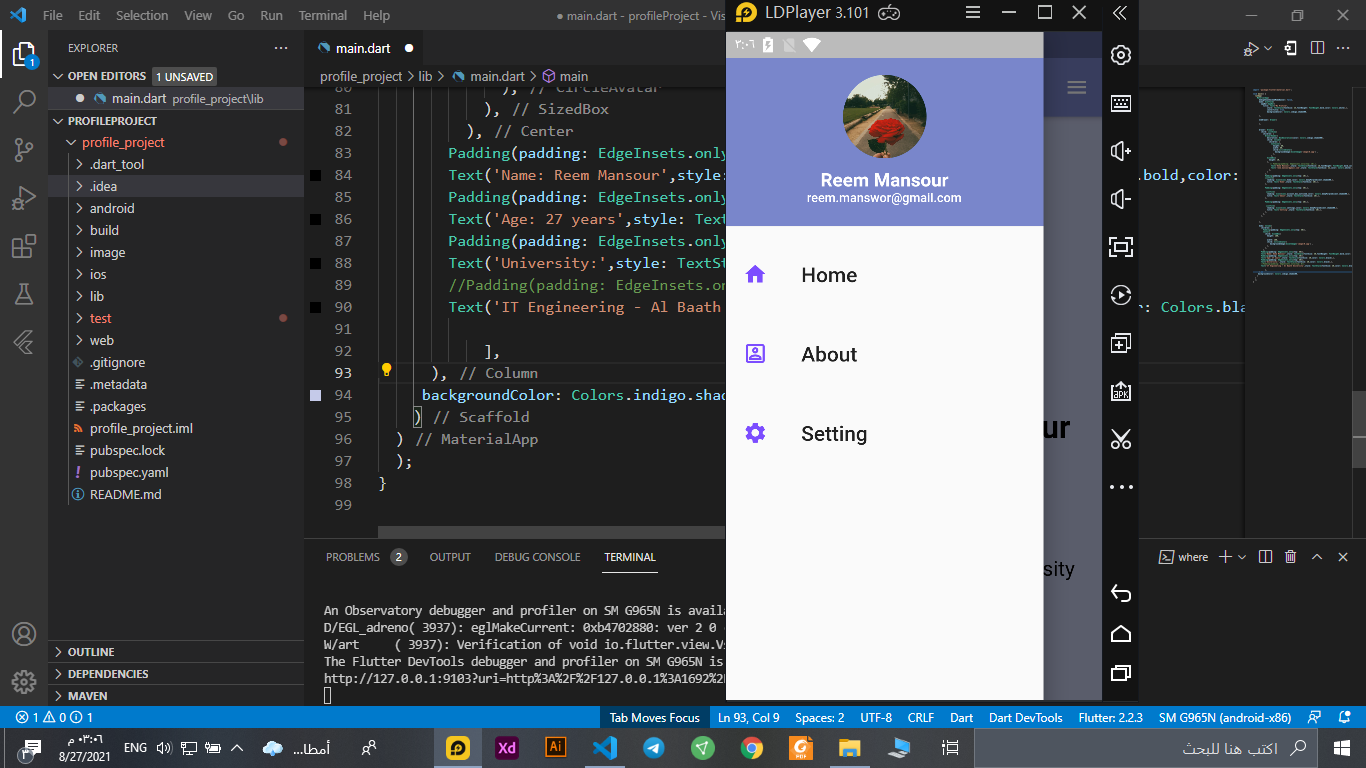 File Edit Selection View Go Run Terminal Help
● main.dart - profileProject - Vis
LDPlayer 3.101
EXPLORER
OPEN EDITORS 1 UNSAVED
● main.dart profile_project\lib
PROFILEPROJECT
profile_project
.dart_tool
.idea
android
build
image
ios
lib
test
web
.gitignore
.metadata
.packages
profile_project.iml
pubspec.lock
pubspec.yaml
README.md
OUTLINE
DEPENDENCIES
MAVEN
main.dart
profile_project > lib > main.dart > main
80 ), // CircleAvatar
81 ), // SizedBox
82 ), // Center
83 Padding(padding: EdgeInsets.only
84 Text('Name: Reem Mansour',style: .bold,color:
85 Padding(padding: EdgeInsets.only
86 Text('Age: 27 years',style: Text
87 Padding(padding: EdgeInsets.only
88 Text('University:',style: TextSt
89 //Padding(padding: EdgeInsets.on
90 Text('IT Engineering - Al Baath r: Colors.bla
91
92 ],
93 ), // Column
94 backgroundColor: Colors.indigo.shad
95 ) // Scaffold
96 ) // MaterialApp
97 );
98 }
99
٣:٠٦
Reem Mansour
reem.manswor@gmail.com
Home
About
Setting
ur
sity
APK
PROBLEMS 2 OUTPUT DEBUG CONSOLE TERMINAL
where
An Observatory debugger and profiler on SM G965N is availa
D/EGL_adreno( 3937): eglMakeCurrent: 0xb4702880: ver 2 0
W/art ( 3937): Verification of void io.flutter.view.Vi
The Flutter DevTools debugger and profiler on SM G965N is
http://127.0.0.1:9103?uri=http%3A%2F%2F127.0.0.1%3A1692%2F
1 0 1
Tab Moves Focus Ln 93, Col 9 Spaces: 2 UTF-8 CRLF Dart Dart DevTools Flutter: 2.2.3 SM G965N (android-x86)
٠٣:٠٦ م
8/27/2021
ENG
أمطا...
Xd
Ai
PDF
اكتب هنا للبحث